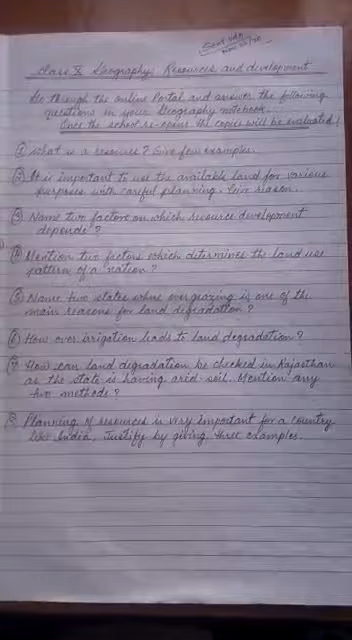 Class X Geography: Resources and development
Go through the online Portal and answer the following
questions in your Geography notebook.
Once the school re-opens the copies will be evaluated!
① What is a resource? Give few examples.
② It is important to use the available land for various
purposes with careful planning. Give reason.
③ Name two factors on which resource development
depends?
④ Mention two factors which determines the land use
pattern of a nation?
⑤ Name two states where overgrazing is one of the
main reasons for land degradation?
⑥ How over irrigation leads to land degradation?
⑦ How can land degradation be checked in Rajasthan
as the state is having arid soil. Mention any
two methods?
⑧ Planning of resources is very important for a country
like India, Justify by giving three examples.